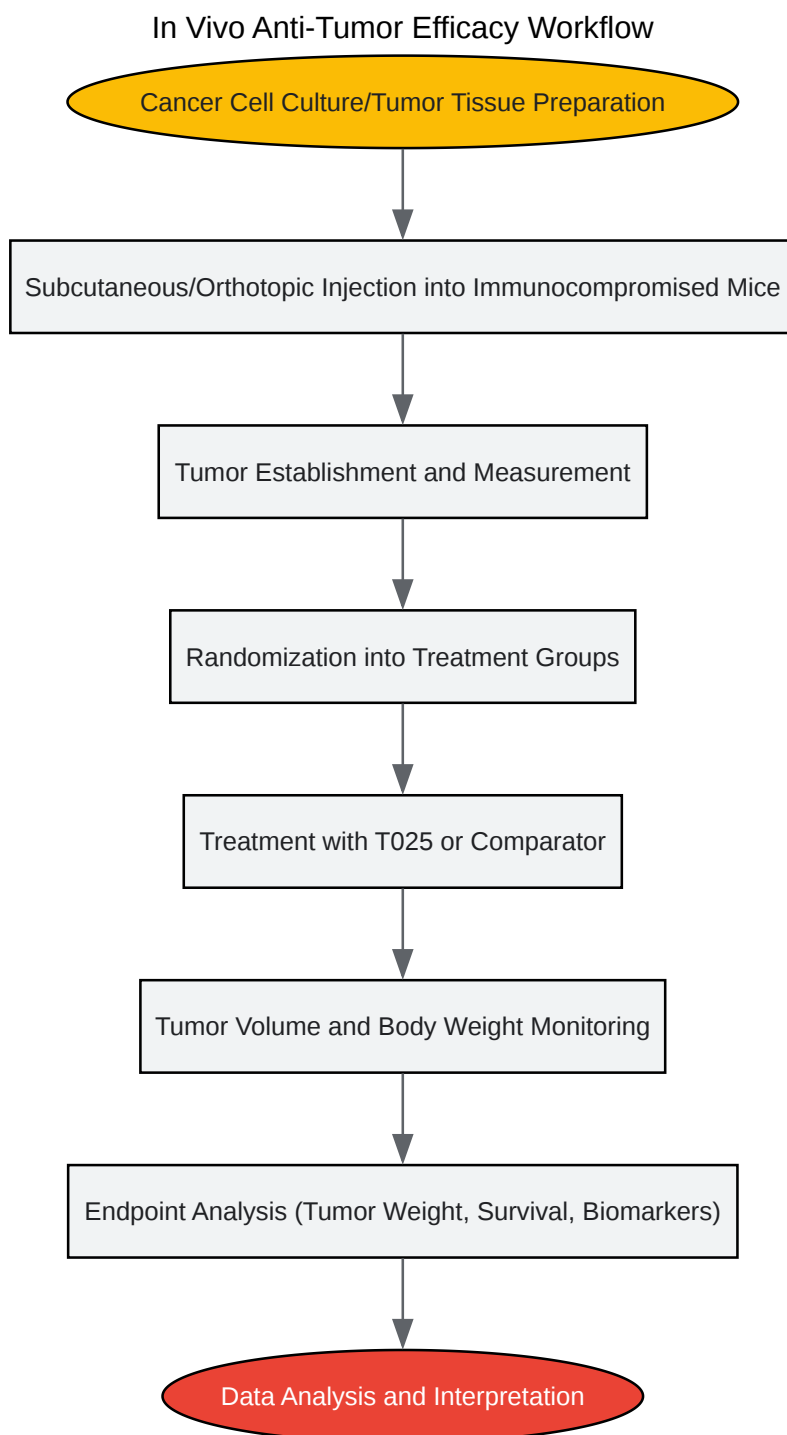 In Vivo Anti-Tumor Efficacy Workflow
Cancer Cell Culture/Tumor Tissue Preparation
Subcutaneous/Orthotopic Injection into Immunocompromised Mice
Tumor Establishment and Measurement
Randomization into Treatment Groups
Treatment with T025 or Comparator
Tumor Volume and Body Weight Monitoring
Endpoint Analysis (Tumor Weight, Survival, Biomarkers)
Data Analysis and Interpretation